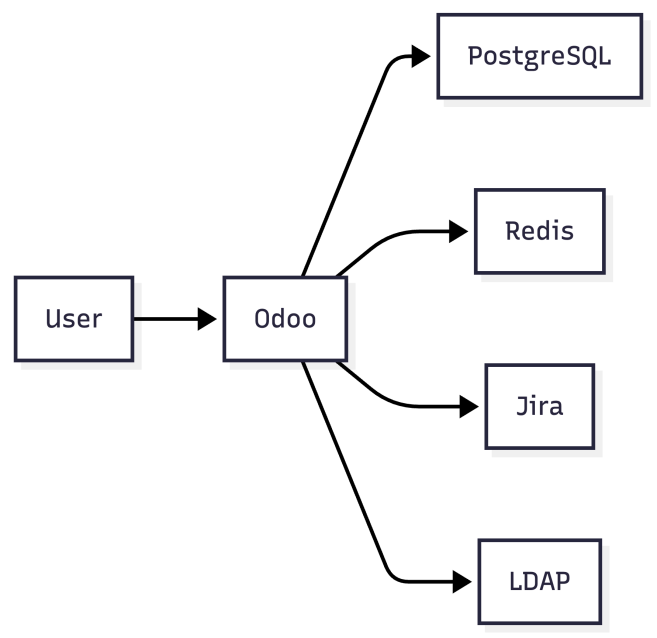 PostgreSQL
Redis
User
Odoo
Jira
LDAP